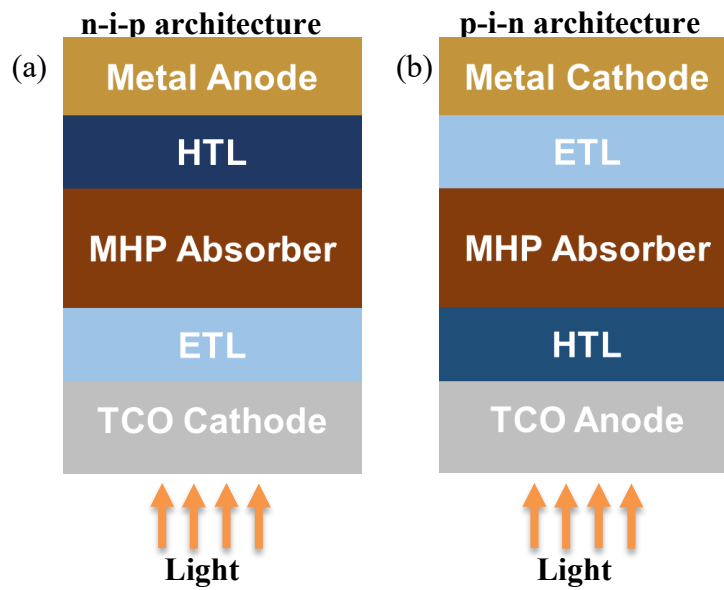 n-i-p architecture
(a)
Metal Anode
HTL
MHP Absorber
ETL
TCO Cathode
Light
p-i-n architecture
(b)
Metal Cathode
ETL
MHP Absorber
HTL
TCO Anode
Light